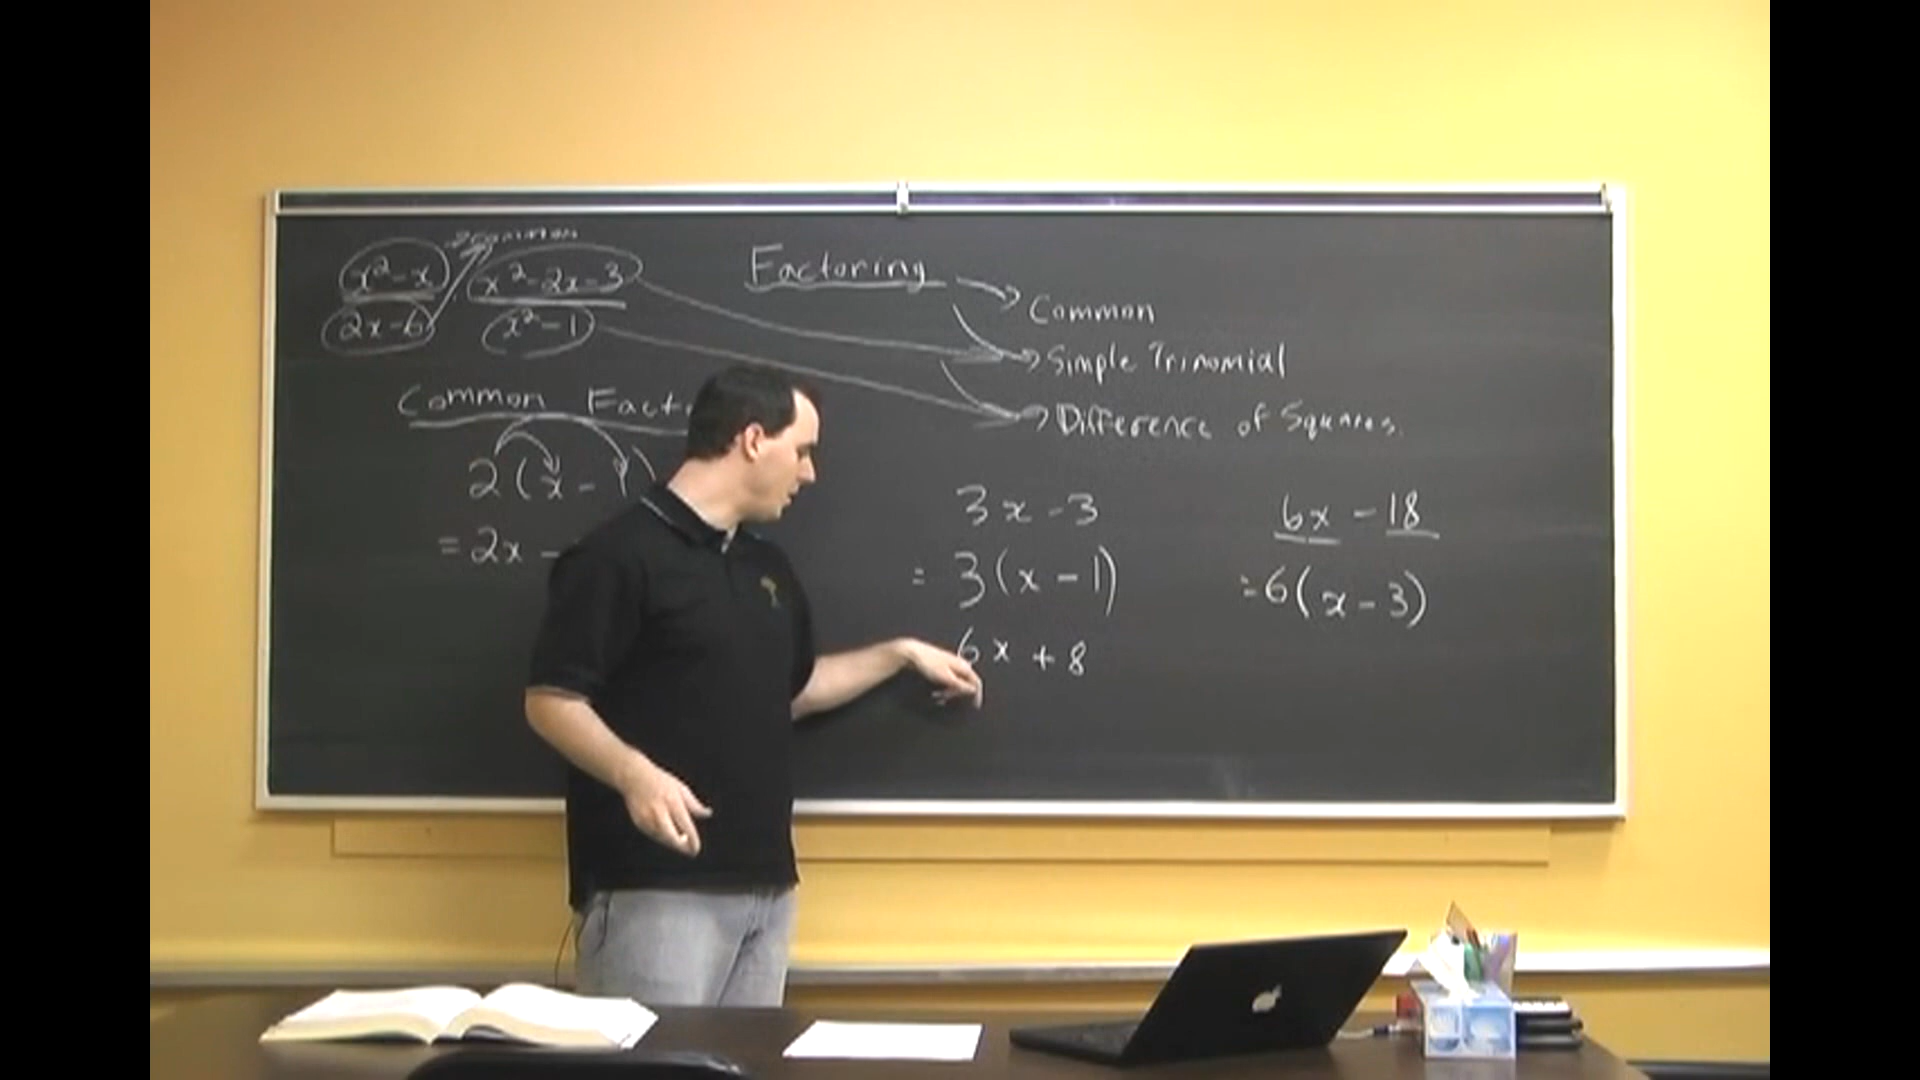 → common
x² - x   x² - 2x - 3
2x - 6   x² - 1
Factoring
Common
Simple Trinomial
Difference of Squares.
Common
2(x - 1)
= 2x -
3x - 3
= 3(x - 1)
6x + 8
6x - 18
= 6(x - 3)